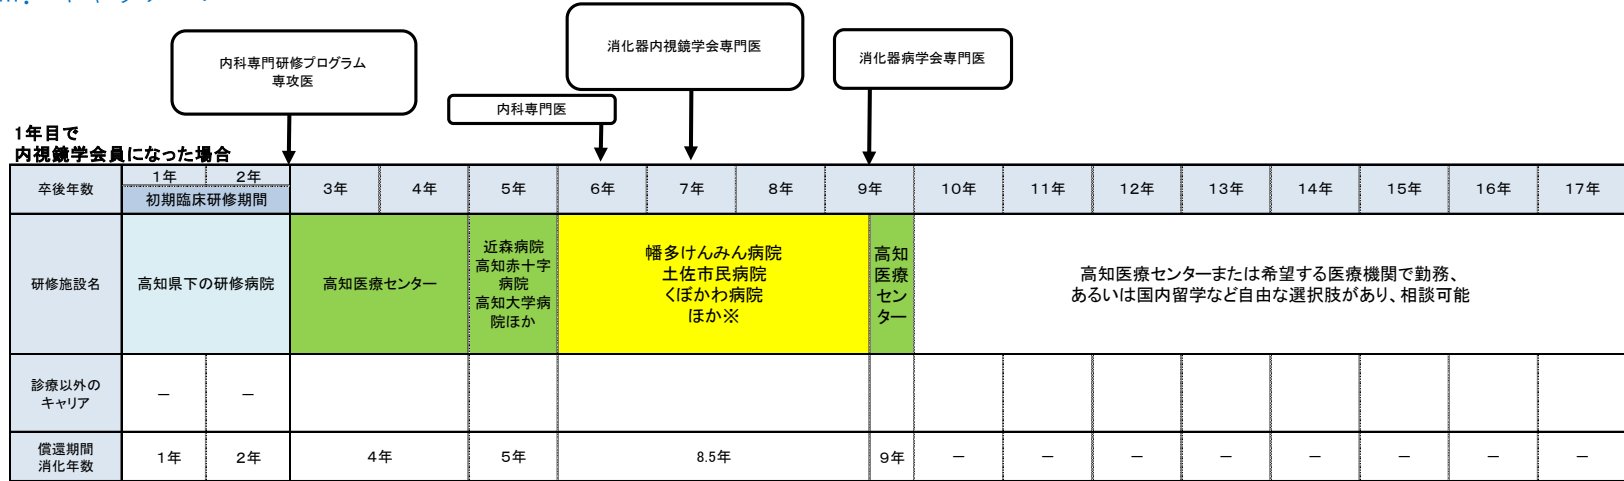 内科専門研修プログラム
専攻医
消化器内視鏡学会専門医
消化器病学会専門医
内科専門医
1年目で
内視鏡学会員になった場合
卒後年数
1年
2年
初期臨床研修期間
3年
4年
5年
6年
7年
8年
9年
10年
11年
12年
13年
14年
15年
16年
17年
研修施設名
高知県下の研修病院
高知医療センター
近森病院
高知赤十字
病院
高知大学病
院ほか
幡多けんみん病院
土佐市民病院
くぼかわ病院
ほか※
高知
医療
セン
ター
高知医療センターまたは希望する医療機関で勤務、
あるいは国内留学など自由な選択肢があり、相談可能
診療以外の
キャリア
－
－
償還期間
消化年数
1年
2年
4年
5年
8.5年
9年
－
－
－
－
－
－
－
－